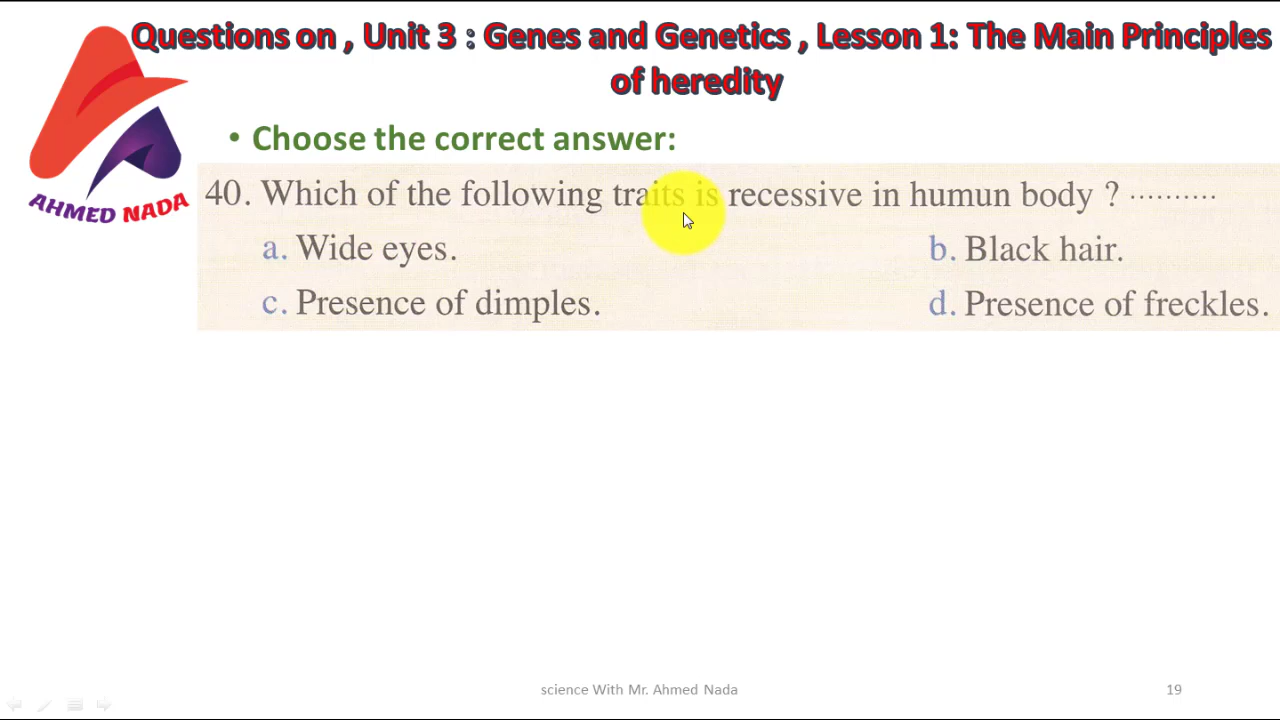 Questions on , Unit 3 : Genes and Genetics , Lesson 1: The Main Principles
of heredity
AHMED NADA
• Choose the correct answer:
40. Which of the following traits is recessive in humun body ? ··········
a. Wide eyes.
b. Black hair.
c. Presence of dimples.
d. Presence of freckles.
science With Mr. Ahmed Nada
19